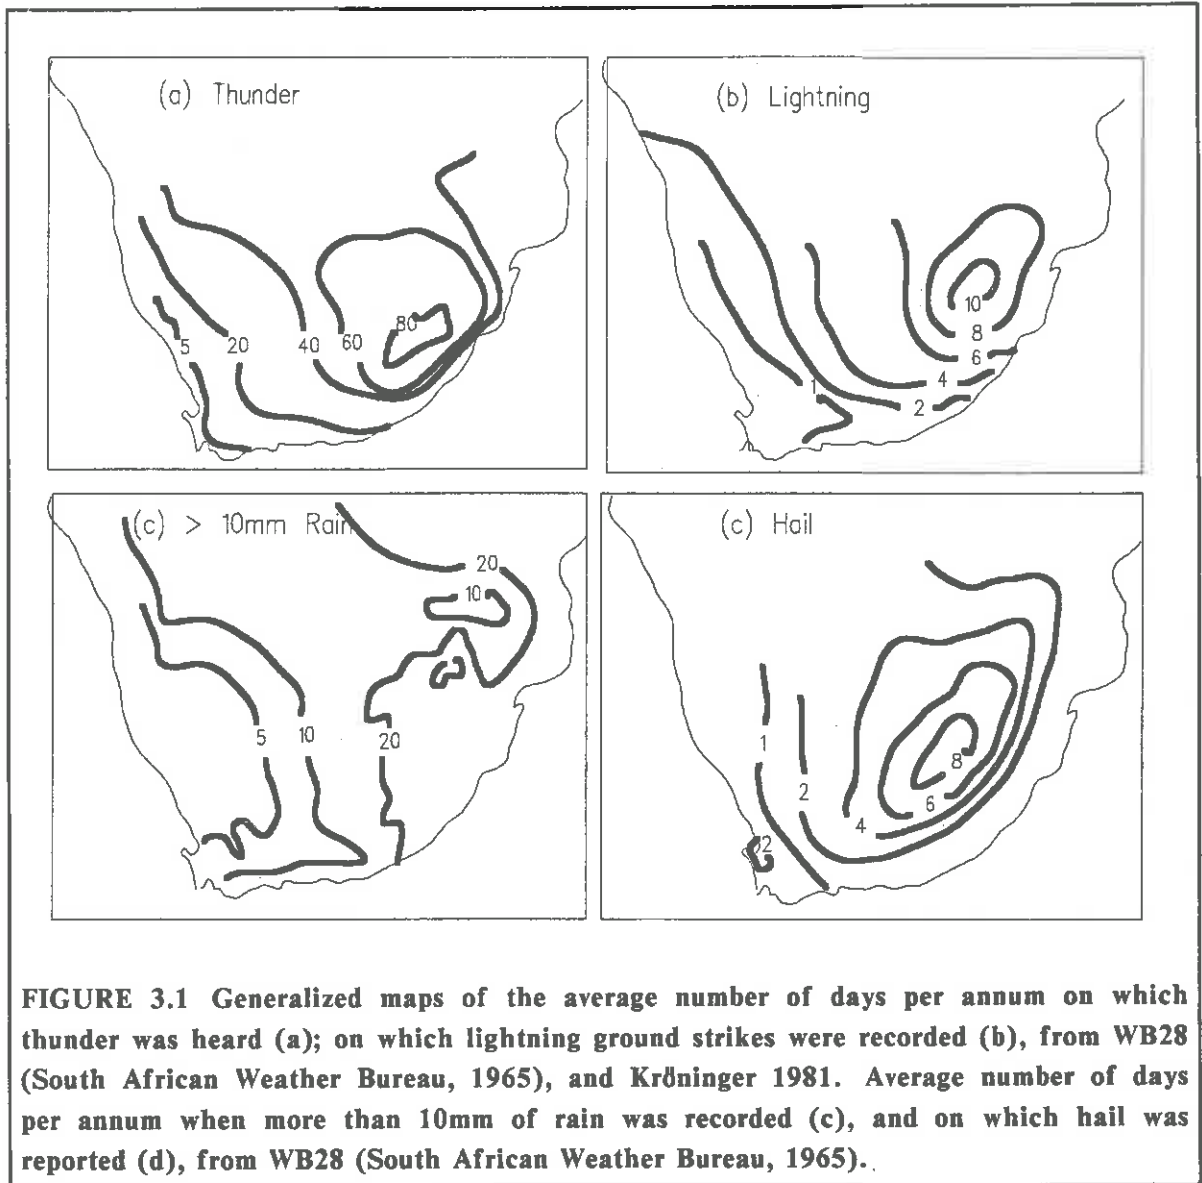 (a) Thunder
5
20
40
60
80
(b) Lightning
1
2
4
6
8
10
(c) > 10mm Rain
5
10
20
20
10
(c) Hail
1
2
4
6
8
2
FIGURE 3.1 Generalized maps of the average number of days per annum on which
thunder was heard (a); on which lightning ground strikes were recorded (b), from WB28
(South African Weather Bureau, 1965), and Kröninger 1981. Average number of days
per annum when more than 10mm of rain was recorded (c), and on which hail was
reported (d), from WB28 (South African Weather Bureau, 1965).